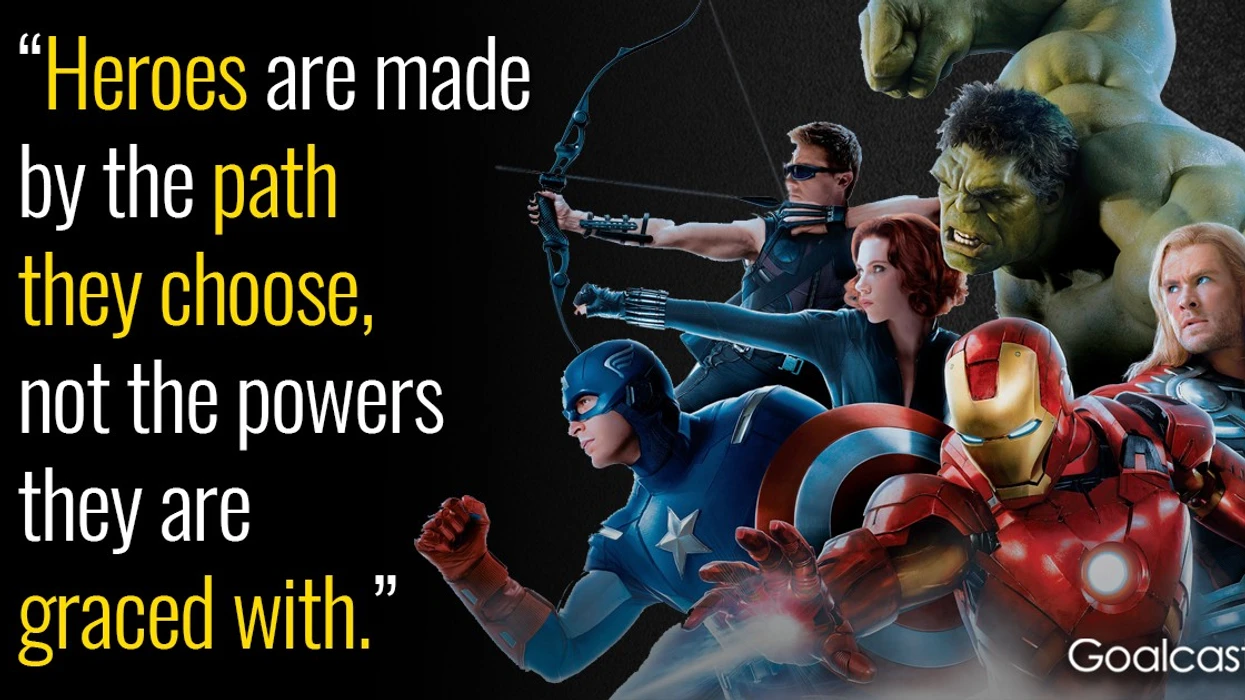 “Heroes are made
by the path
they choose,
not the powers
they are
graced with.”
Goalcast